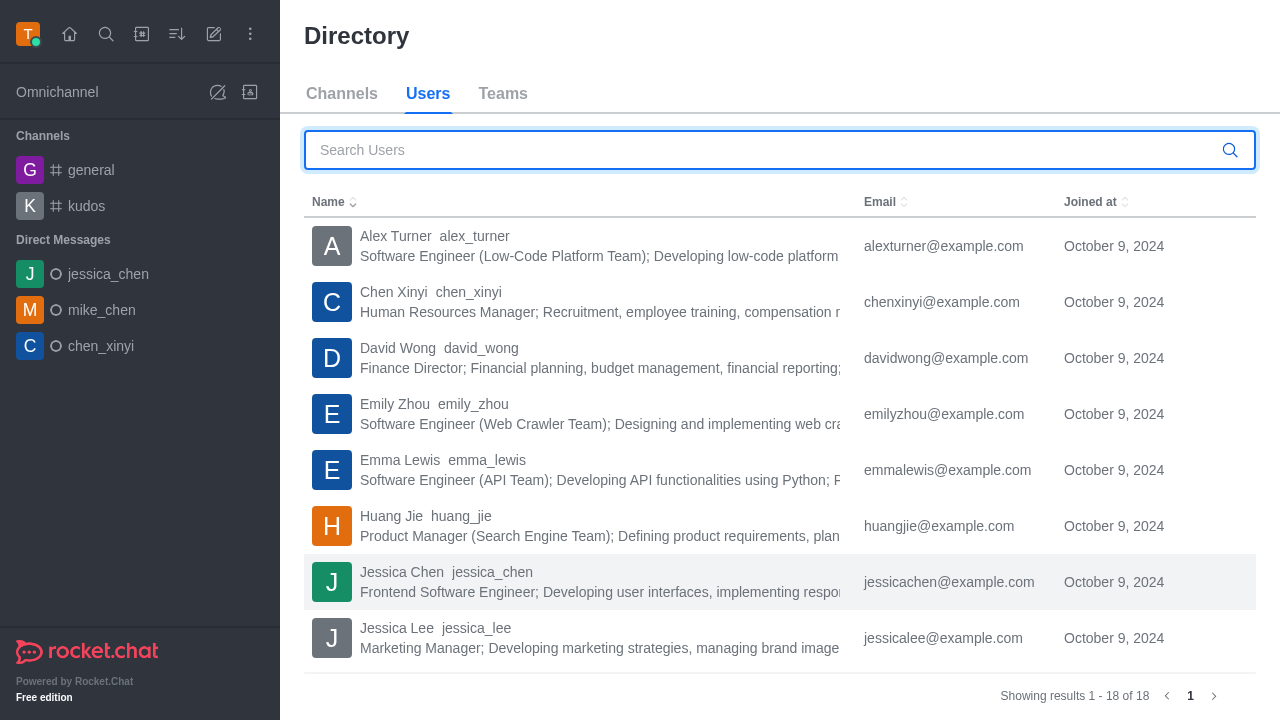 T
Omnichannel
Channels
G general
K kudos
Direct Messages
J jessica_chen
M mike_chen
C chen_xinyi
rocket.chat
Powered by Rocket.Chat
Free edition
Directory
Channels Users Teams
Search Users
Name Email Joined at
A Alex Turner alex_turner alexturner@example.com October 9, 2024
Software Engineer (Low-Code Platform Team); Developing low-code platform
C Chen Xinyi chen_xinyi chenxinyi@example.com October 9, 2024
Human Resources Manager; Recruitment, employee training, compensation
D David Wong david_wong davidwong@example.com October 9, 2024
Finance Director; Financial planning, budget management, financial reporting;
E Emily Zhou emily_zhou emilyzhou@example.com October 9, 2024
Software Engineer (Web Crawler Team); Designing and implementing web
E Emma Lewis emma_lewis emmalewis@example.com October 9, 2024
Software Engineer (API Team); Developing API functionalities using Python;
H Huang Jie huang_jie huangjie@example.com October 9, 2024
Product Manager (Search Engine Team); Defining product requirements, plan
J Jessica Chen jessica_chen jessicachen@example.com October 9, 2024
Frontend Software Engineer; Developing user interfaces, implementing respo
J Jessica Lee jessica_lee jessicalee@example.com October 9, 2024
Marketing Manager; Developing marketing strategies, managing brand image
Showing results 1 - 18 of 18 1